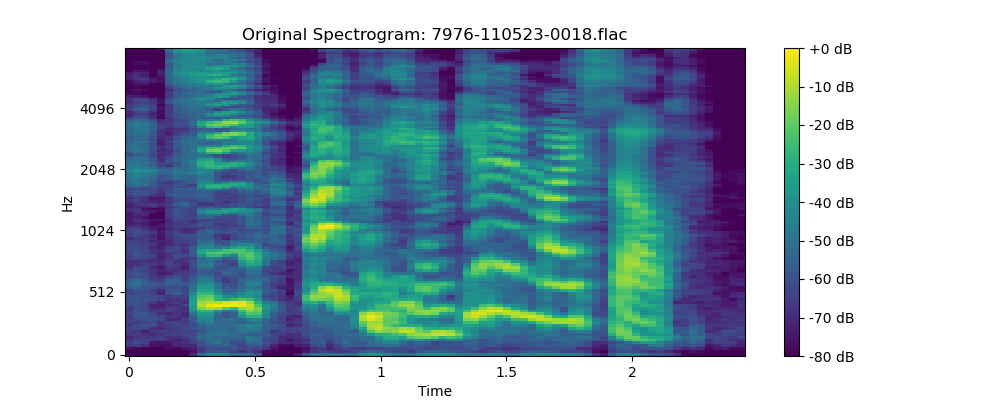 Original Spectrogram: 7976-110523-0018.flac
Hz
4096
2048
1024
512
0
0
0.5
1
1.5
2
Time
+0 dB
-10 dB
-20 dB
-30 dB
-40 dB
-50 dB
-60 dB
-70 dB
-80 dB